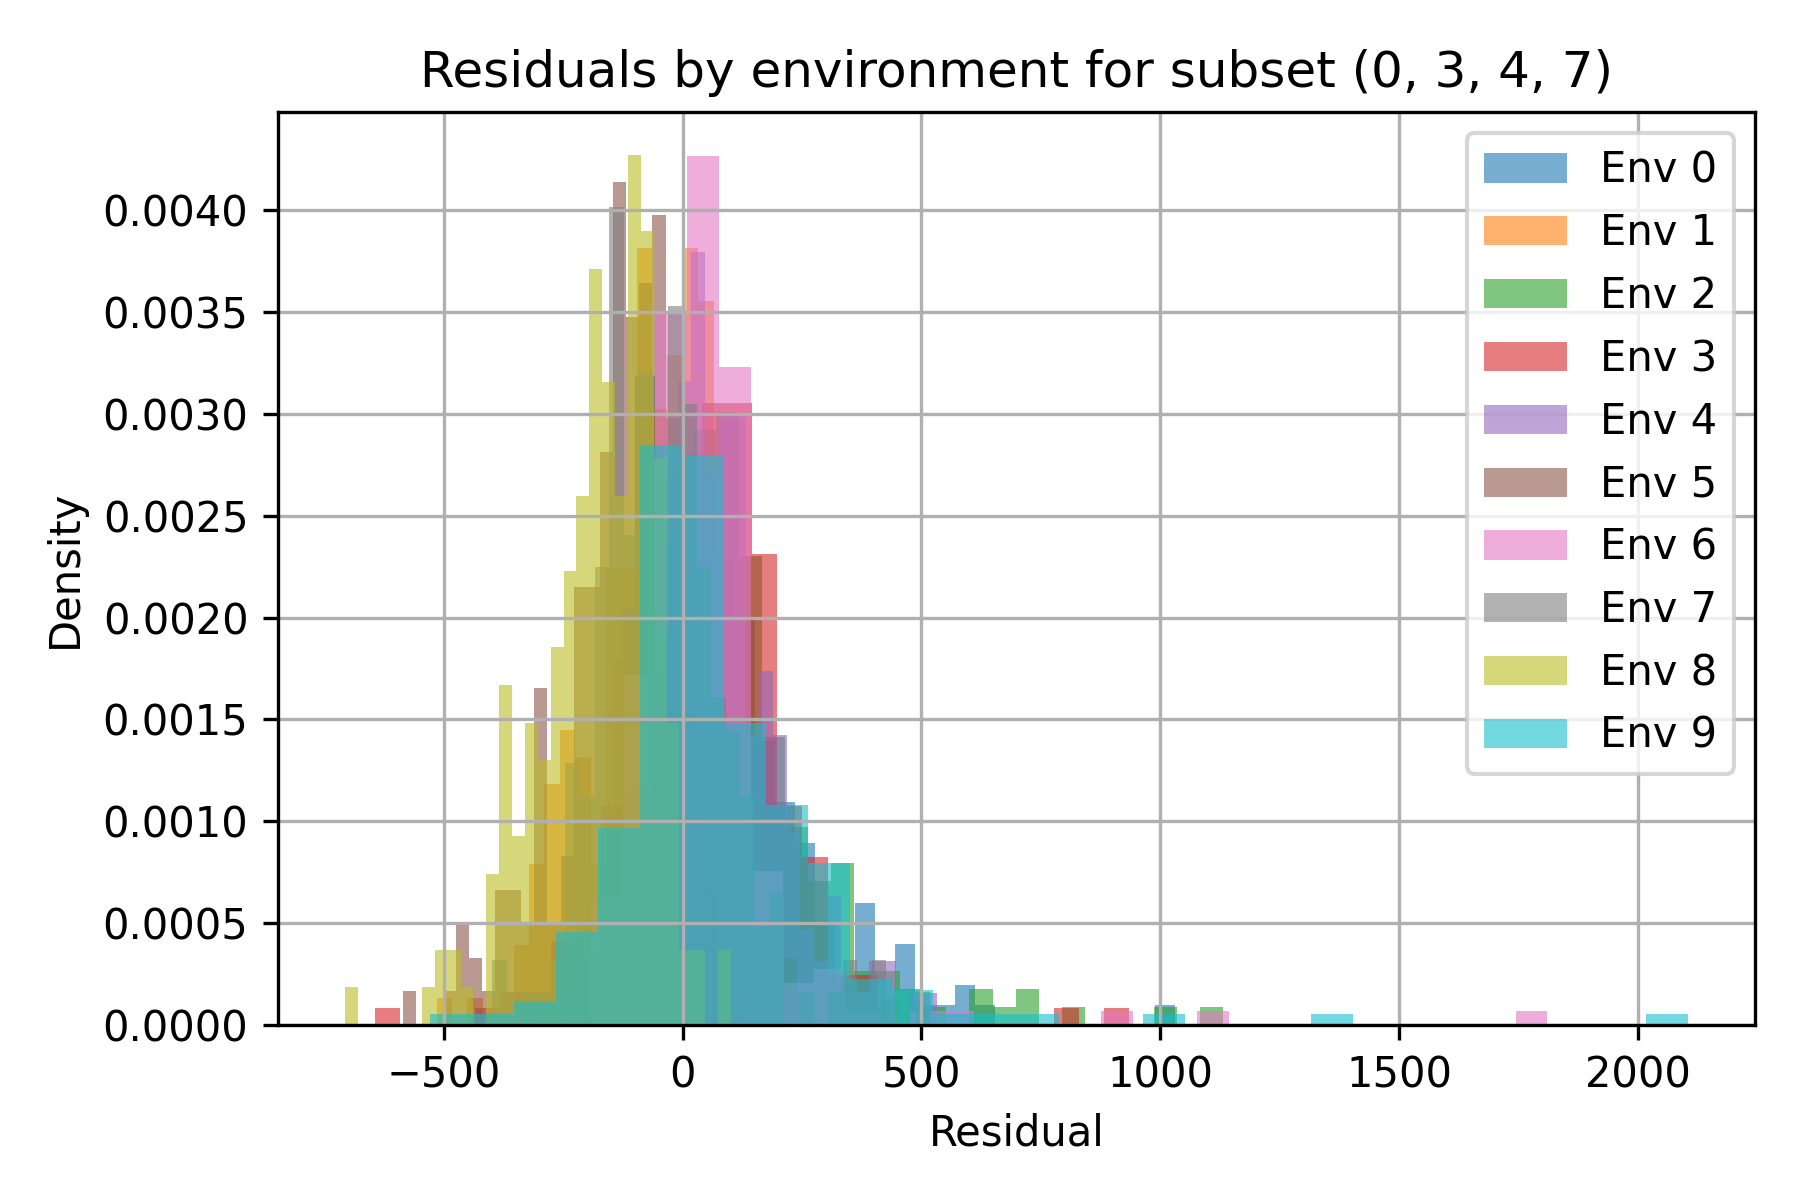 Residuals by environment for subset (0, 3, 4, 7)
Env 0
Env 1
Env 2
Env 3
Env 4
Env 5
Env 6
Env 7
Env 8
Env 9
Density
0.0040
0.0035
0.0030
0.0025
0.0020
0.0015
0.0010
0.0005
0.0000
−500
0
500
1000
1500
2000
Residual